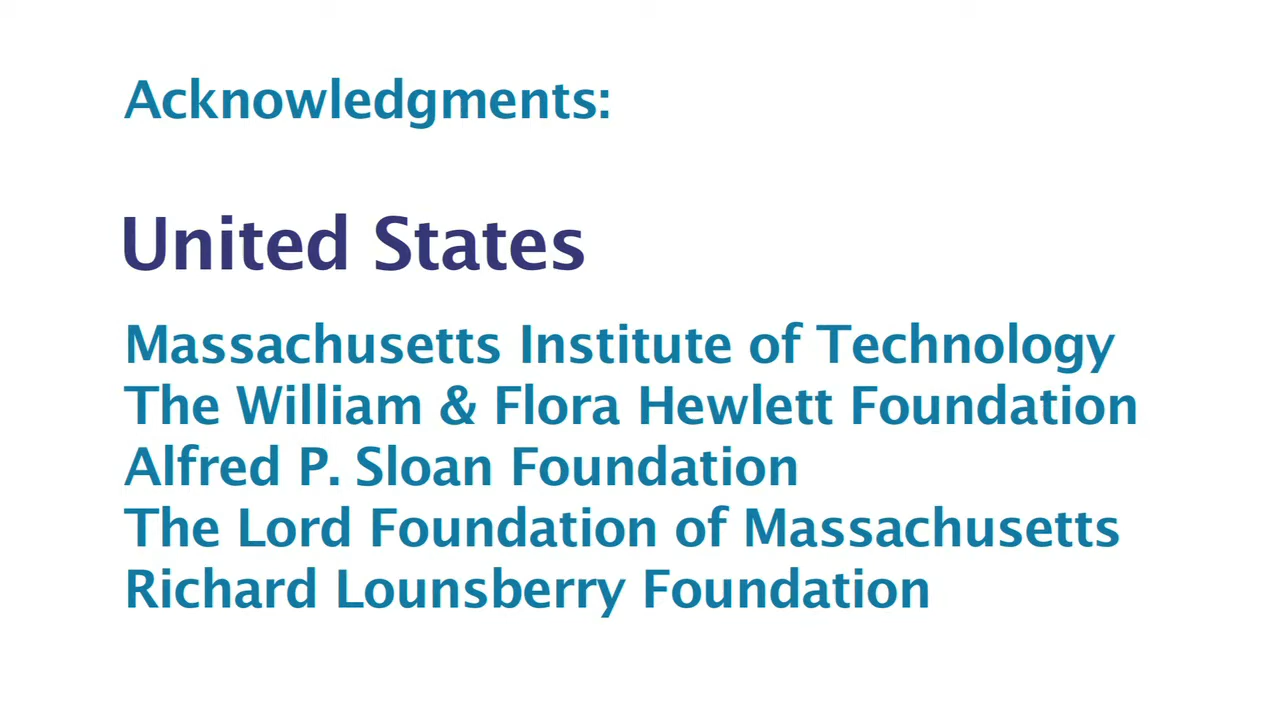 Acknowledgments:
United States
Massachusetts Institute of Technology
The William & Flora Hewlett Foundation
Alfred P. Sloan Foundation
The Lord Foundation of Massachusetts
Richard Lounsberry Foundation